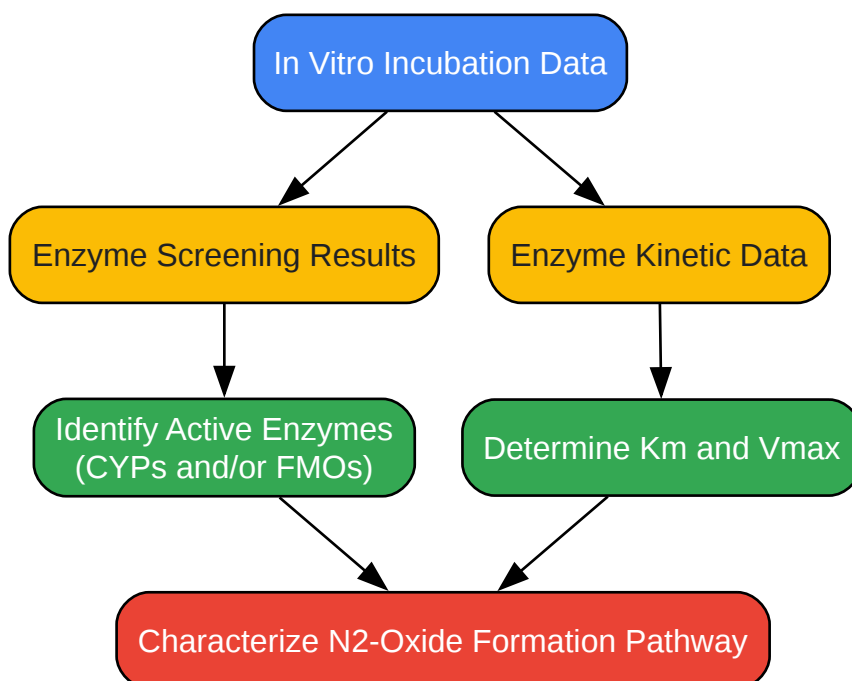 In Vitro Incubation Data
Enzyme Screening Results
Enzyme Kinetic Data
Identify Active Enzymes
(CYPs and/or FMOs)
Determine Km and Vmax
Characterize N2-Oxide Formation Pathway